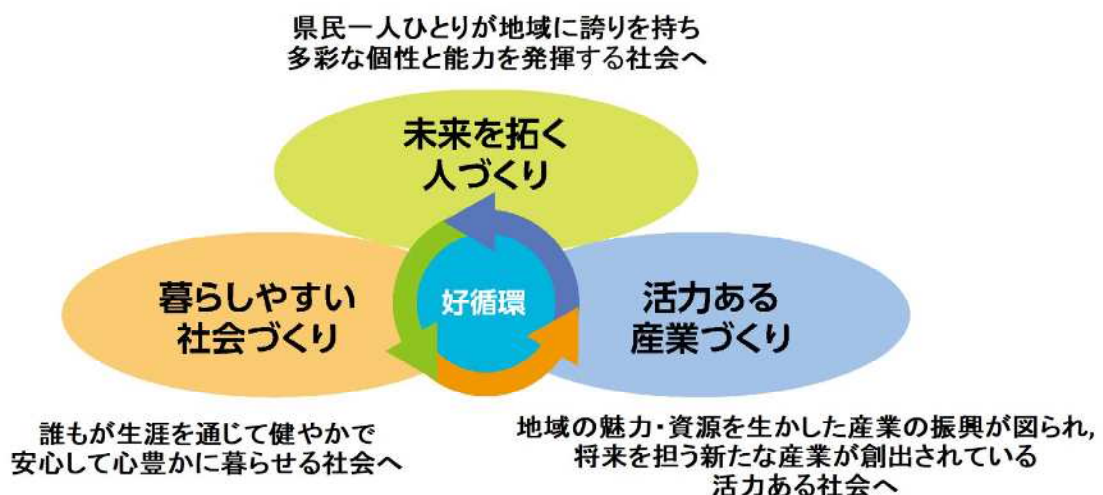 県民一人ひとりが地域に誇りを持ち
多彩な個性と能力を発揮する社会へ
未来を拓く
人づくり
暮らしやすい
社会づくり
好循環
活力ある
産業づくり
誰もが生涯を通じて健やかで
安心して心豊かに暮らせる社会へ
地域の魅力・資源を生かした産業の振興が図られ,
将来を担う新たな産業が創出されている
活力ある社会へ